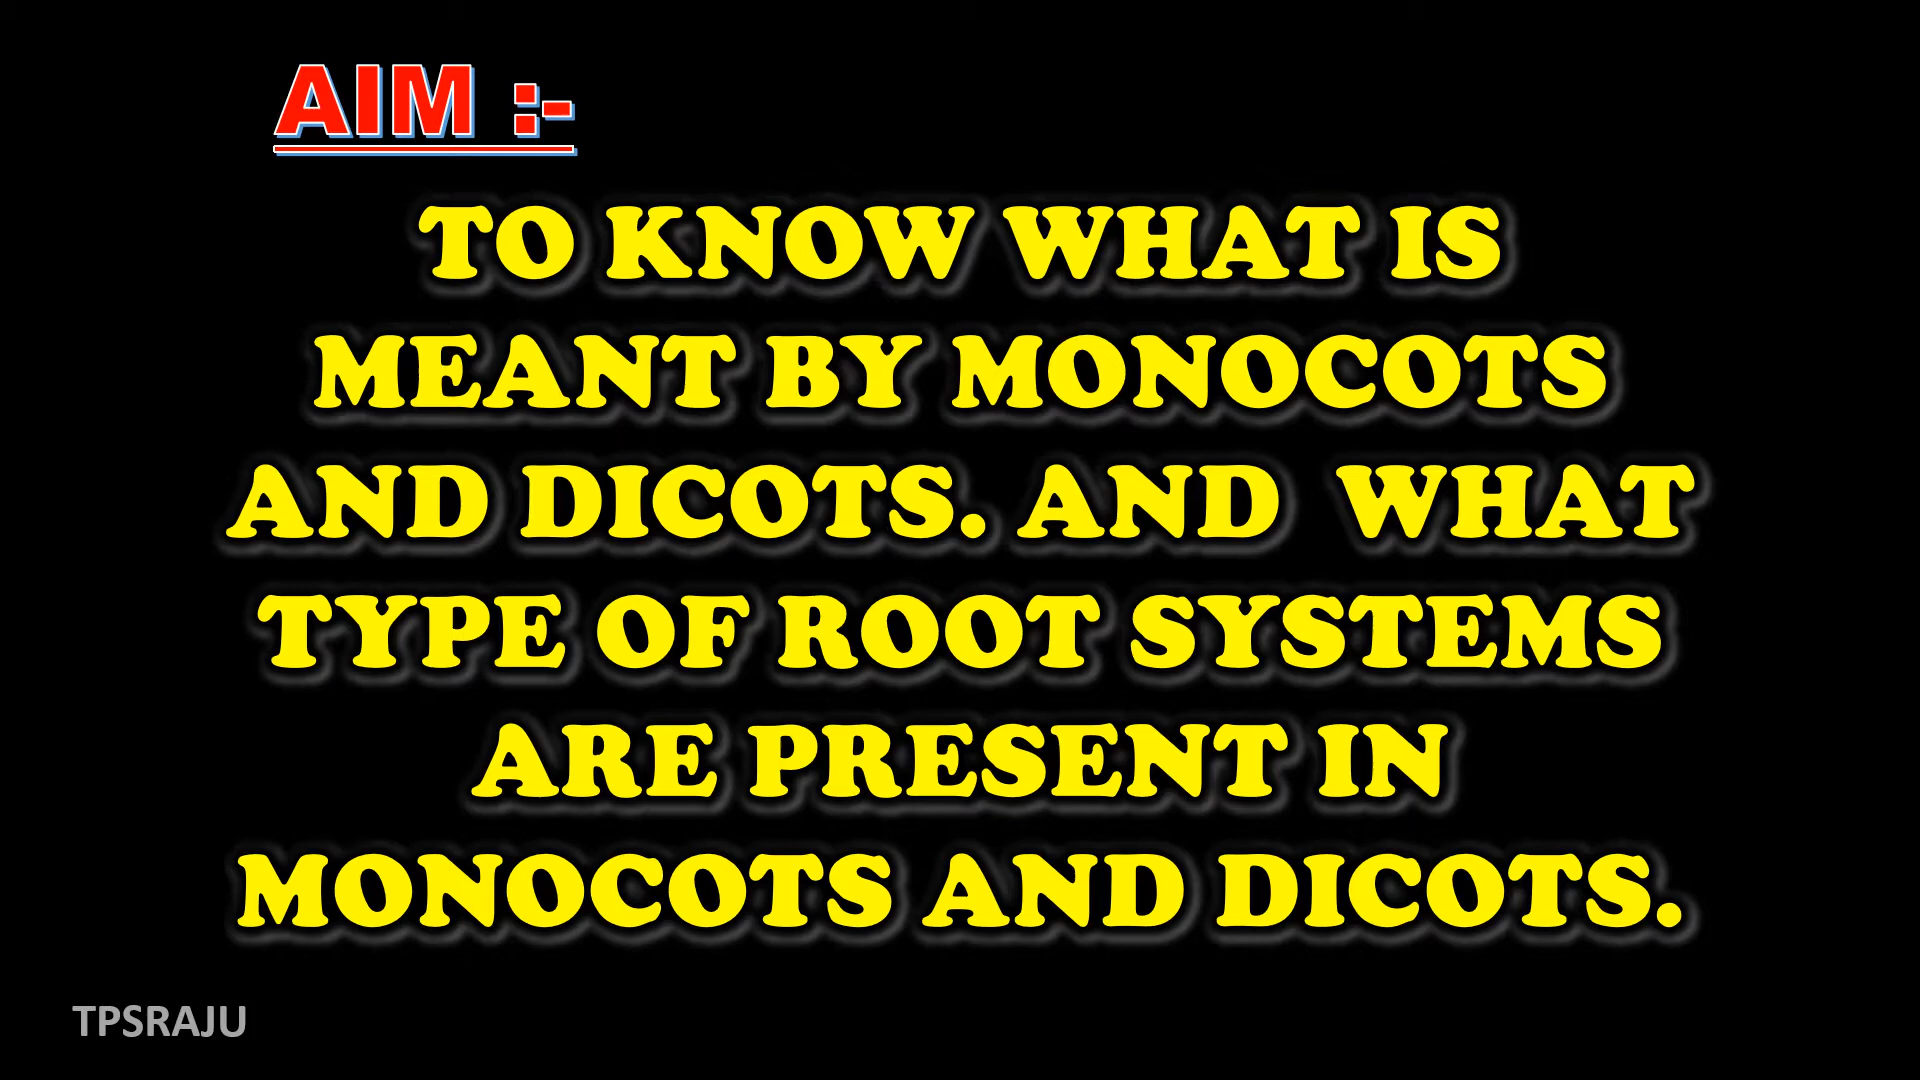 AIM :-
TO KNOW WHAT IS
MEANT BY MONOCOTS
AND DICOTS. AND WHAT
TYPE OF ROOT SYSTEMS
ARE PRESENT IN
MONOCOTS AND DICOTS.
TPSRAJU